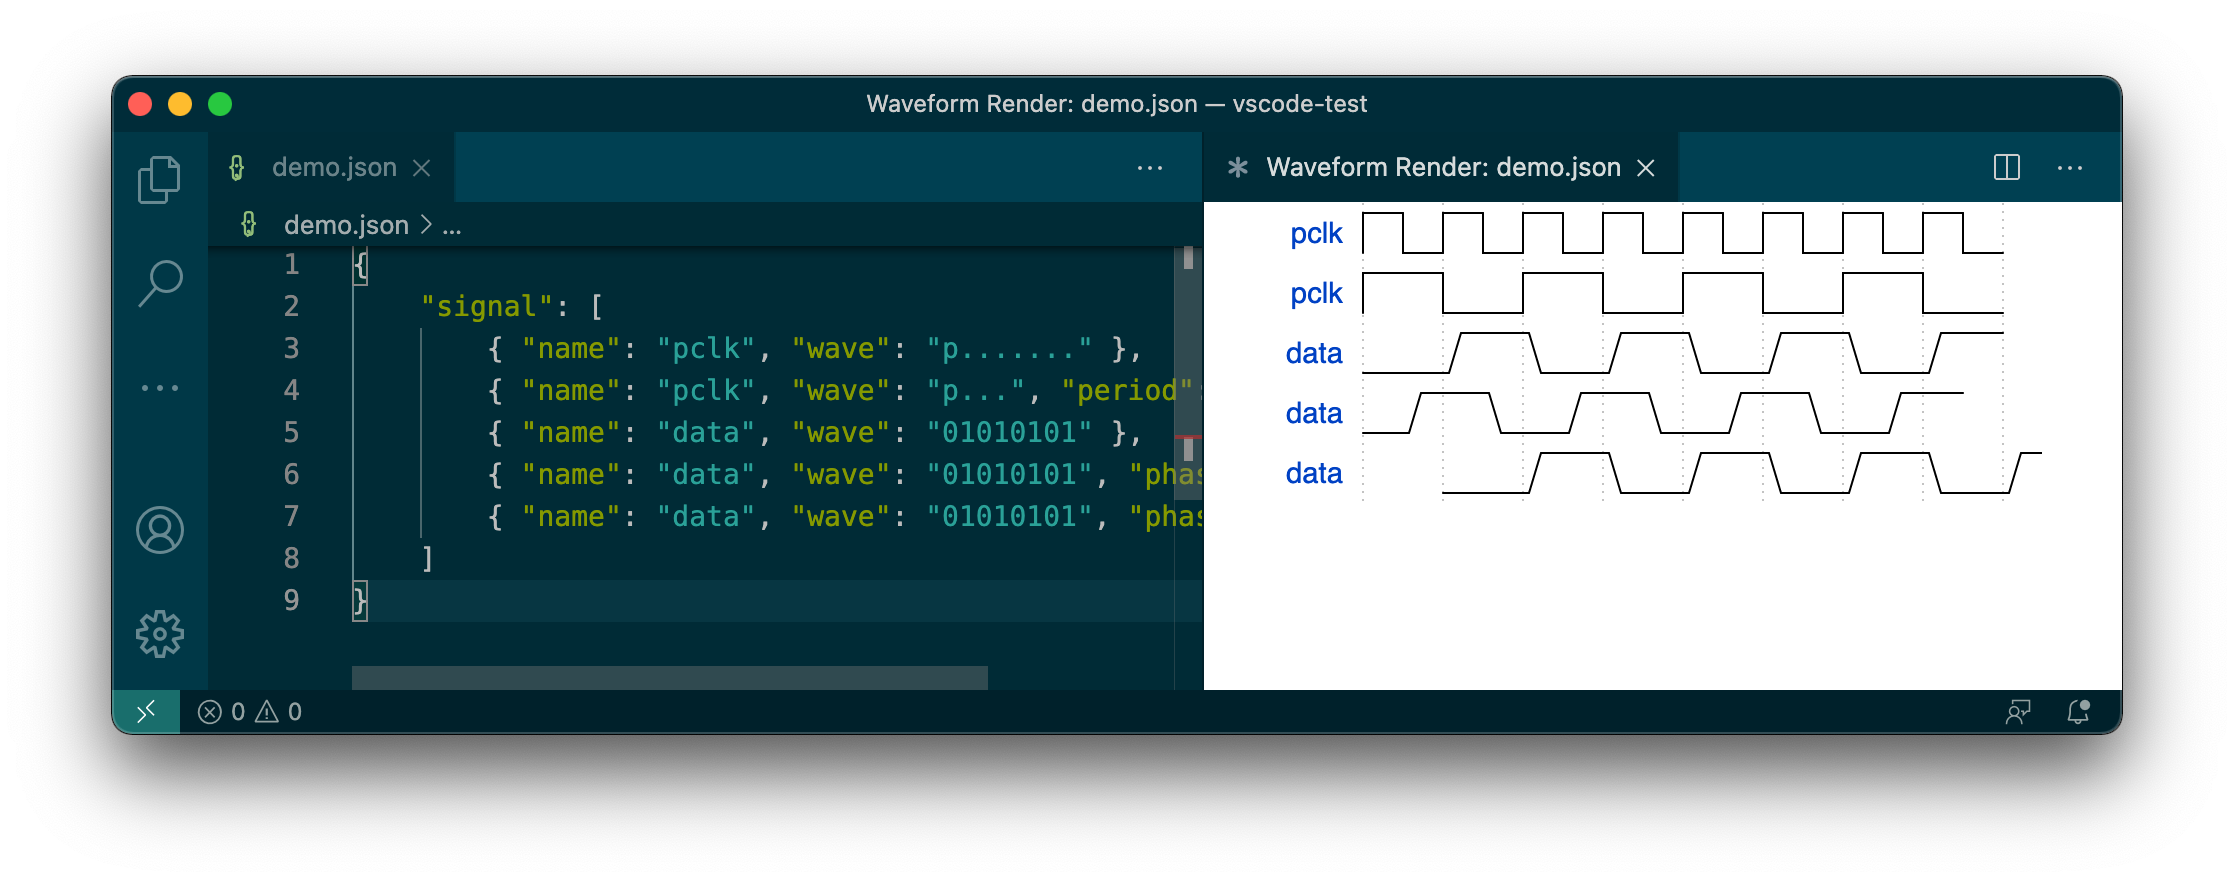 Waveform Render: demo.json — vscode-test
demo.json
demo.json > ...
1 {
2 "signal": [
3 { "name": "pclk", "wave": "p......." },
4 { "name": "pclk", "wave": "p...", "period":
5 { "name": "data", "wave": "01010101" },
6 { "name": "data", "wave": "01010101", "phas
7 { "name": "data", "wave": "01010101", "phas
8 ]
9 }
Waveform Render: demo.json
pclk
pclk
data
data
data
0 0